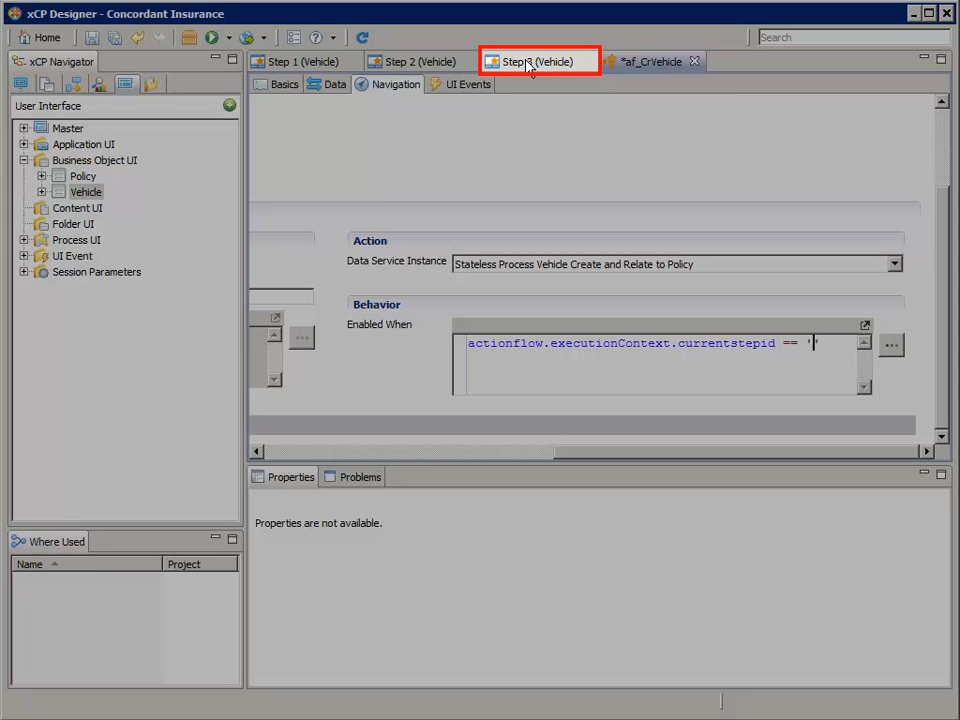 xCP Designer - Concordant Insurance
Home
Search
xCP Navigator
Step 1 (Vehicle)
Step 2 (Vehicle)
Step 3 (Vehicle)
*af_CrVehicle
Basics
Data
Navigation
UI Events
User Interface
Master
Application UI
Business Object UI
Policy
Vehicle
Content UI
Folder UI
Process UI
UI Event
Session Parameters
Action
Data Service Instance
Stateless Process Vehicle Create and Relate to Policy
Behavior
Enabled When
actionflow.executionContext.currentstepid == ''
...
...
Properties
Problems
Properties are not available.
Where Used
Name
Project